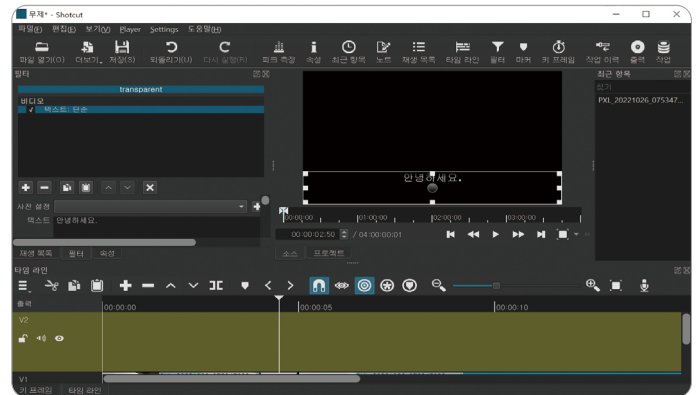 무제* - Shotcut
파일(F) 편집(E) 보기(V) Player Settings 도움말(H)
파일 열기(O) 더보기 저장(S) 되돌리기(U) 다시 실행(R) 피크 측정 속성 최근 항목 노트 재생 목록 타임 라인 필터 마커 키 프레임 작업 이력 출력 작업
필터
transparent
비디오
텍스트: 단순
사전 설정
텍스트 안녕하세요.
재생 목록 필터 속성
안녕하세요.
00:00:00 01:00:00 02:00:00 03:00:00
00:00:02:50 / 04:00:00:01
소스 프로젝트
최근 항목
찾기
PXL_20221026_075347...
타임 라인
출력
00:00:00 00:00:05 00:00:10
V2
V1
키 프레임 타임 라인